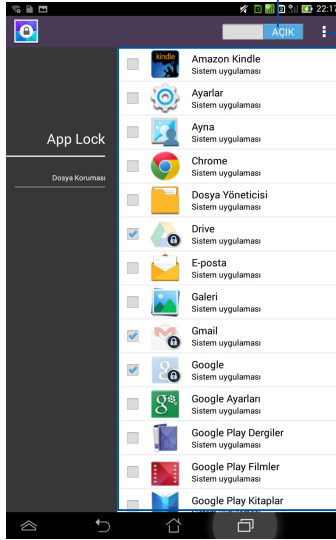 22:17
AÇIK
App Lock
Dosya Koruması
kindle
Amazon Kindle
Sistem uygulaması
Ayarlar
Sistem uygulaması
Ayna
Sistem uygulaması
Chrome
Sistem uygulaması
Dosya Yöneticisi
Sistem uygulaması
Drive
Sistem uygulaması
E-posta
Sistem uygulaması
Galeri
Sistem uygulaması
Gmail
Sistem uygulaması
Google
Sistem uygulaması
Google Ayarları
Sistem uygulaması
Google Play Dergiler
Sistem uygulaması
Google Play Filmler
Sistem uygulaması
Google Play Kitaplar